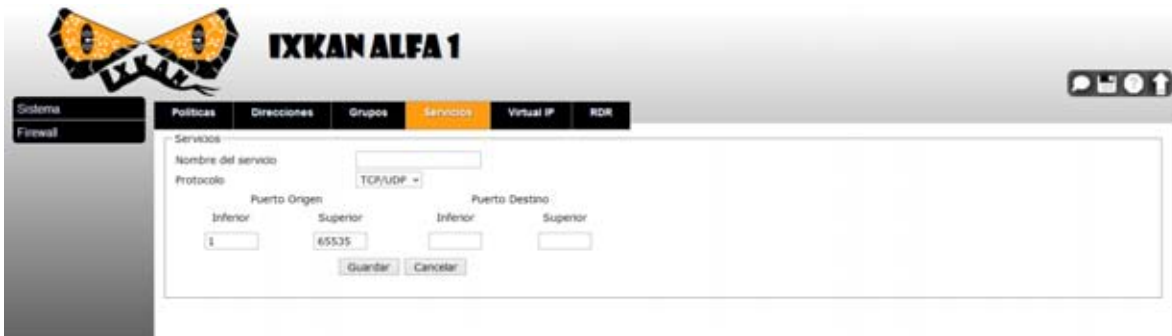 IXKAN ALFA 1
IXKAN
Sistema
Firewall
Políticas Direcciones Grupos Servicios Virtual IP RDR
Servicios
Nombre del servicio
Protocolo TCP/UDP
Puerto Origen Puerto Destino
Inferior Superior Inferior Superior
1 65535
Guardar Cancelar